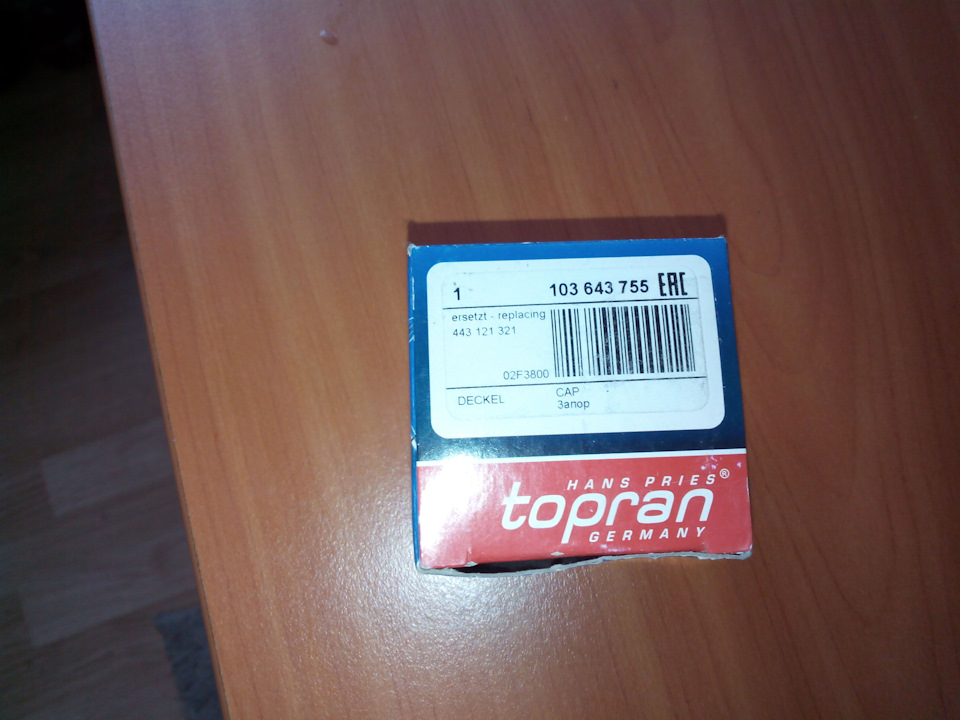 1 103 643 755 EAC
ersetzt - replacing
443 121 321
02F3800
DECKEL CAP
Запор
HANS PRIES®
topran
GERMANY